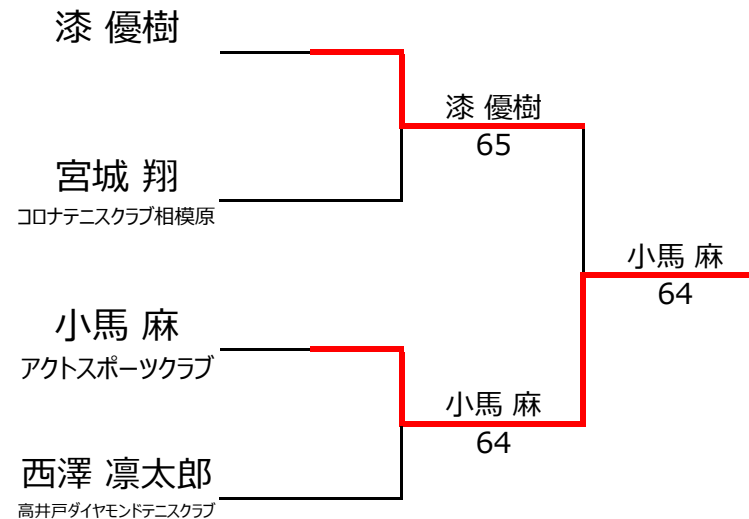 漆 優樹
漆 優樹
65
宮城 翔
コロナテニスクラブ相模原
小馬 麻
64
小馬 麻
アクトスポーツクラブ
小馬 麻
64
西澤 凛太郎
高井戸ダイヤモンドテニスクラブ